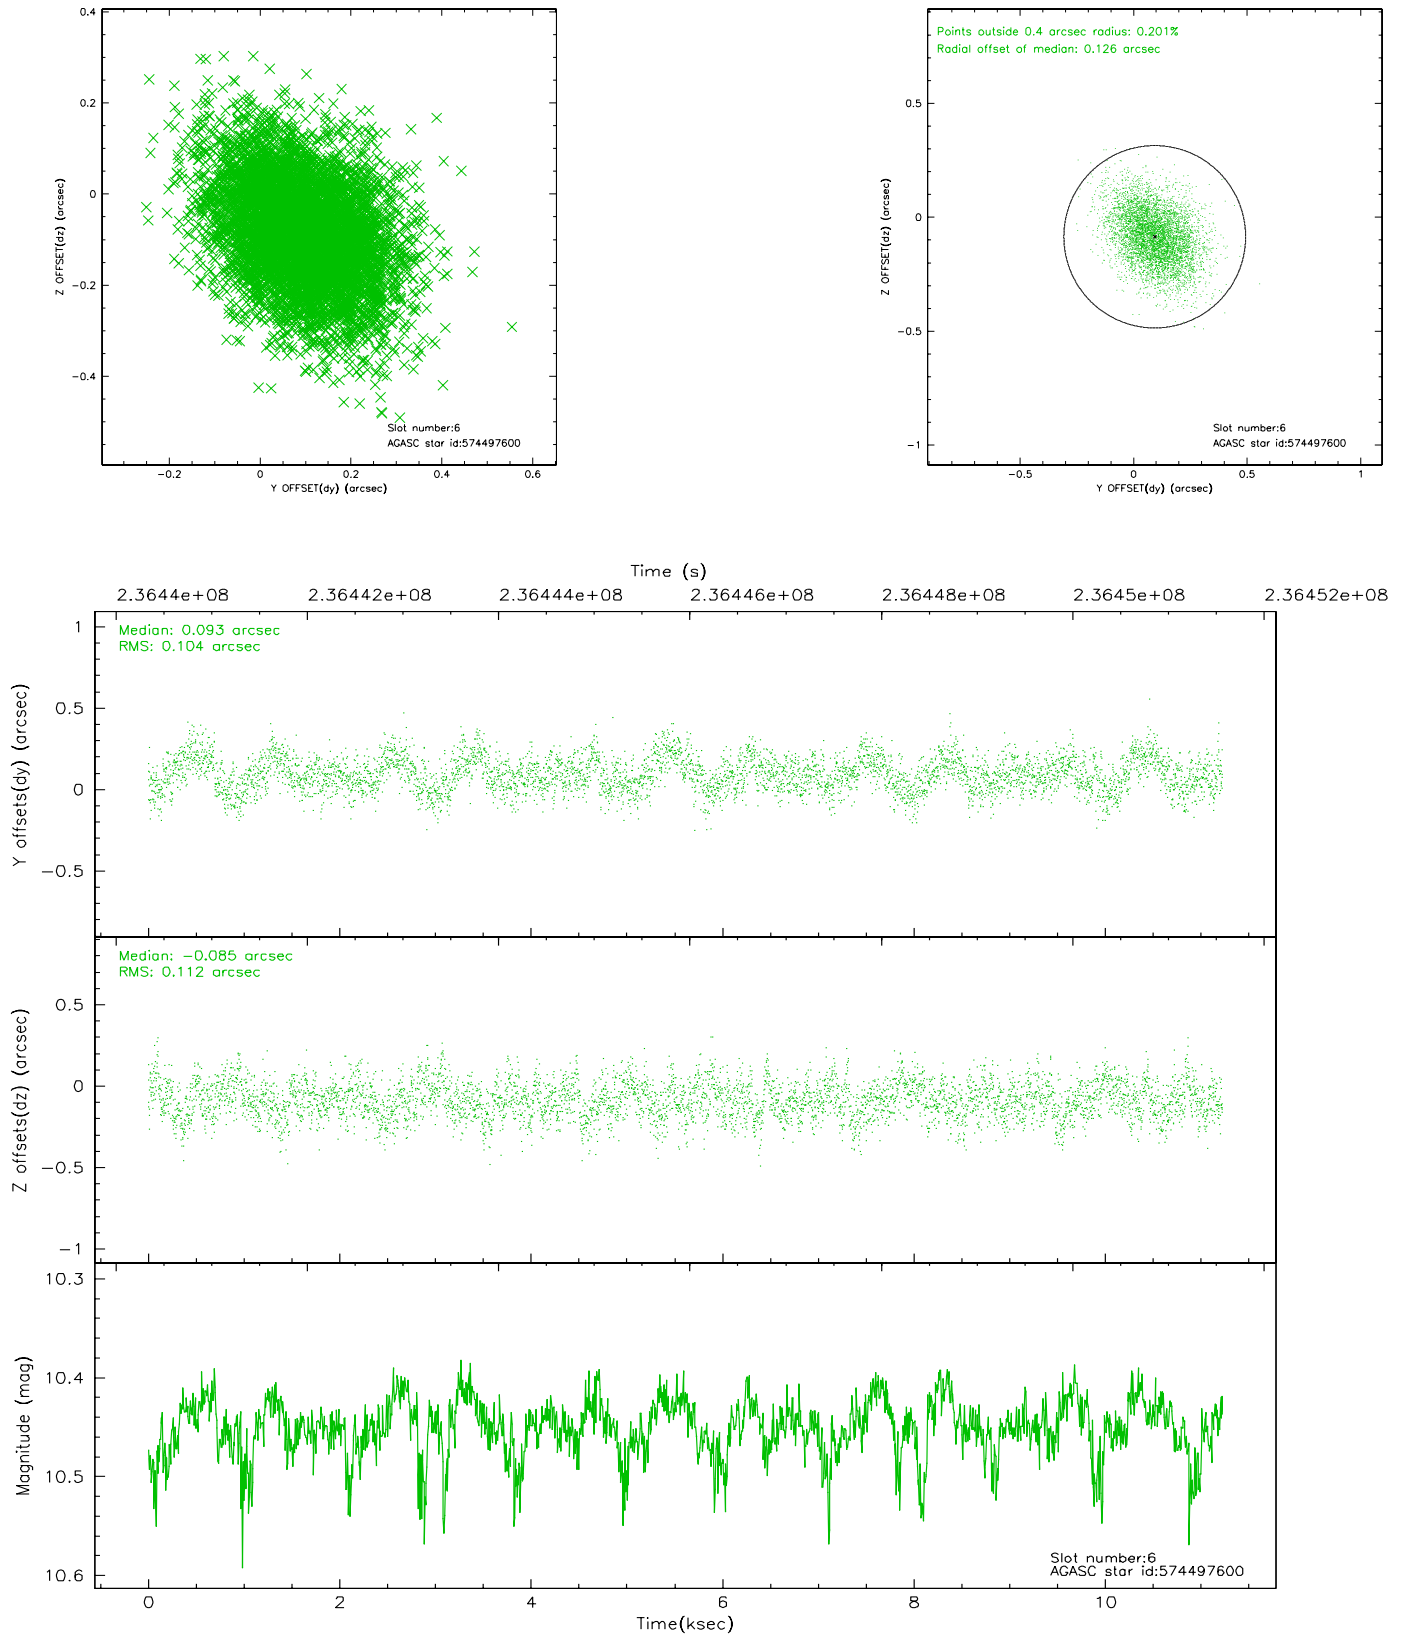 0.4
0.2
0
−0.2
−0.4
Z OFFSET(dz) (arcsec)
−0.2 0 0.2 0.4 0.6
Y OFFSET(dy) (arcsec)
Slot number:6
AGASC star id:574497600
Points outside 0.4 arcsec radius: 0.201%
Radial offset of median: 0.126 arcsec
0.5
0
−0.5
−1
Z OFFSET(dz) (arcsec)
−0.5 0 0.5 1
Y OFFSET(dy) (arcsec)
Slot number:6
AGASC star id:574497600
Time (s)
2.3644e+08 2.36442e+08 2.36444e+08 2.36446e+08 2.36448e+08 2.3645e+08 2.36452e+08
Median: 0.093 arcsec
RMS: 0.104 arcsec
1
0.5
0
−0.5
Y offsets(dy) (arcsec)
Median: −0.085 arcsec
RMS: 0.112 arcsec
0.5
0
−0.5
−1
Z offsets(dz) (arcsec)
10.3
10.4
10.5
10.6
Magnitude (mag)
Slot number:6
AGASC star id:574497600
0 2 4 6 8 10
Time(ksec)